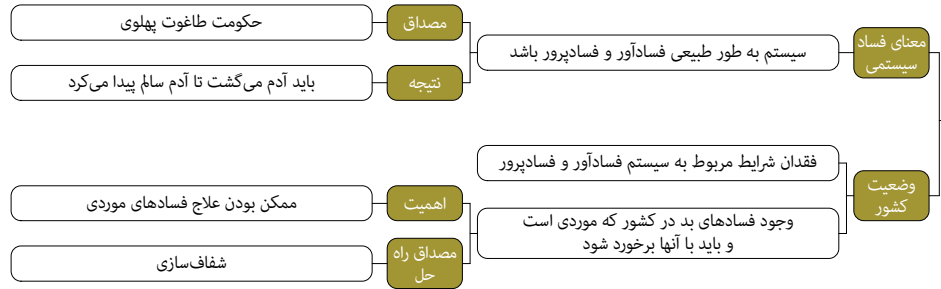 معنای فساد
سیستمی
سیستم به طور طبیعی فسادآور و فسادپرور باشد
مصداق
حکومت طاغوت پهلوی
نتیجه
باید آدم می‌گشت تا آدم سالم پیدا می‌کرد
وضعیت
کشور
فقدان شرایط مربوط به سیستم فسادآور و فسادپرور
وجود فسادهای بد در کشور که موردی است
و باید با آنها برخورد شود
اهمیت
ممکن بودن علاج فسادهای موردی
مصداق راه
حل
شفاف‌سازی